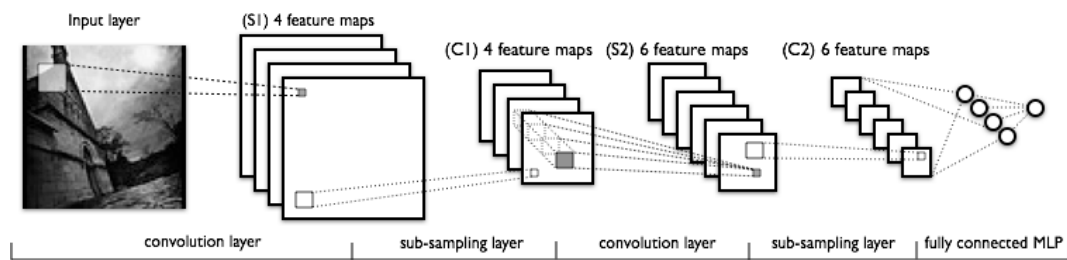 Input layer
(S1) 4 feature maps
(C1) 4 feature maps
(S2) 6 feature maps
(C2) 6 feature maps
convolution layer
sub-sampling layer
convolution layer
sub-sampling layer
fully connected MLP